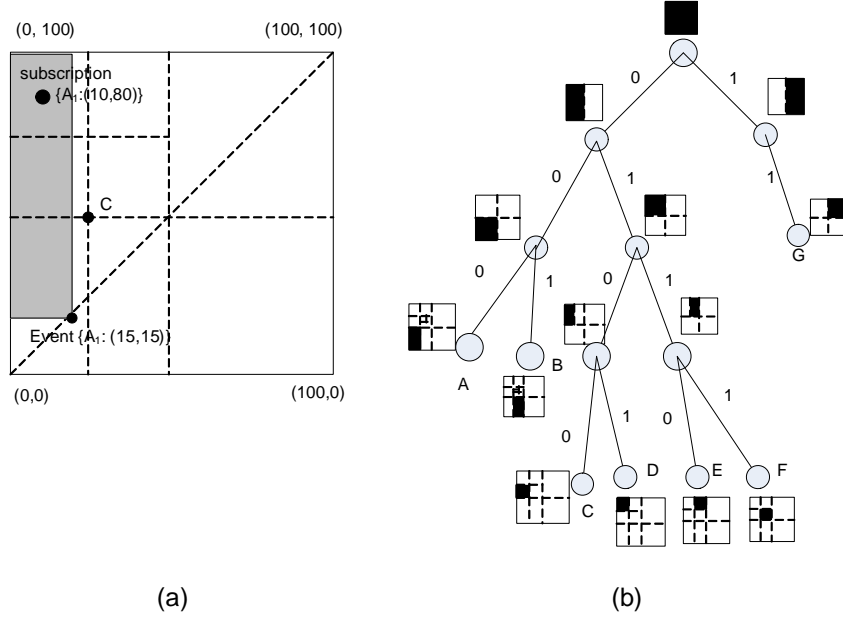 (0, 100)
(100, 100)
subscription
{A₁:(10,80)}
C
Event {A₁: (15,15)}
(0,0)
(100,0)
(a)
0
1
0
1
1
G
0
1
0
1
A
B
0
1
0
1
C
D
E
F
(b)